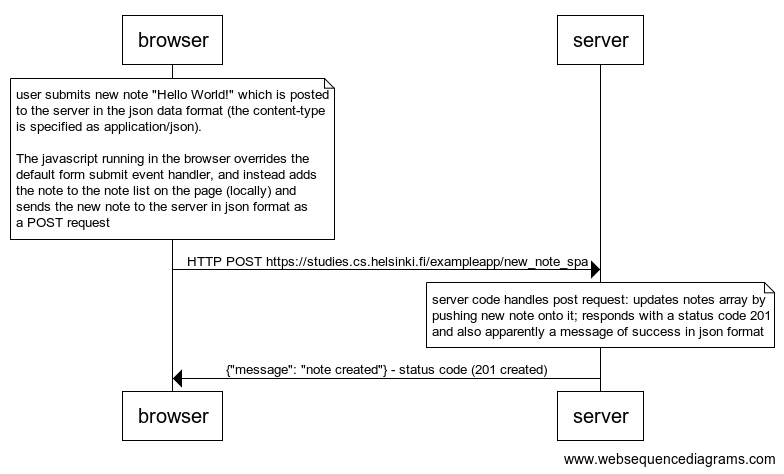 browser
server
user submits new note "Hello World!" which is posted
to the server in the json data format (the content-type
is specified as application/json).
The javascript running in the browser overrides the
default form submit event handler, and instead adds
the note to the note list on the page (locally) and
sends the new note to the server in json format as
a POST request
HTTP POST https://studies.cs.helsinki.fi/exampleapp/new_note_spa
server code handles post request: updates notes array by
pushing new note onto it; responds with a status code 201
and also apparently a message of success in json format
{"message": "note created"} - status code (201 created)
browser
server
www.websequencediagrams.com